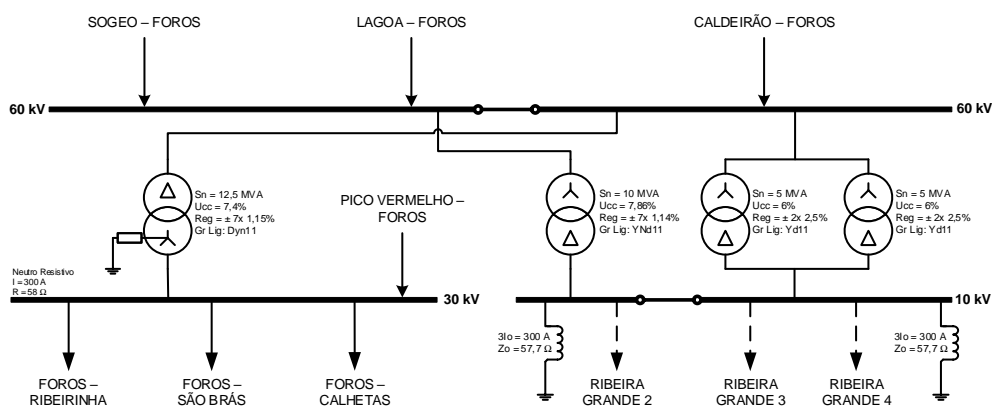 SOGEO – FOROS
LAGOA – FOROS
CALDEIRÃO – FOROS
60 kV
60 kV
Sn = 12,5 MVA
Ucc = 7,4%
Reg = ± 7x 1,15%
Gr Lig: Dyn11
PICO VERMELHO –
FOROS
Sn = 10 MVA
Ucc = 7,86%
Reg = ± 7x 1,14%
Gr Lig: YNd11
Sn = 5 MVA
Ucc = 6%
Reg = ± 2x 2,5%
Gr Lig: Yd11
Sn = 5 MVA
Ucc = 6%
Reg = ± 2x 2,5%
Gr Lig: Yd11
Neutro Resistivo
I = 300 A
R = 58 Ω
30 kV
10 kV
3Io = 300 A
Zo = 57,7 Ω
3Io = 300 A
Zo = 57,7 Ω
FOROS –
RIBEIRINHA
FOROS –
SÃO BRÁS
FOROS –
CALHETAS
RIBEIRA
GRANDE 2
RIBEIRA
GRANDE 3
RIBEIRA
GRANDE 4